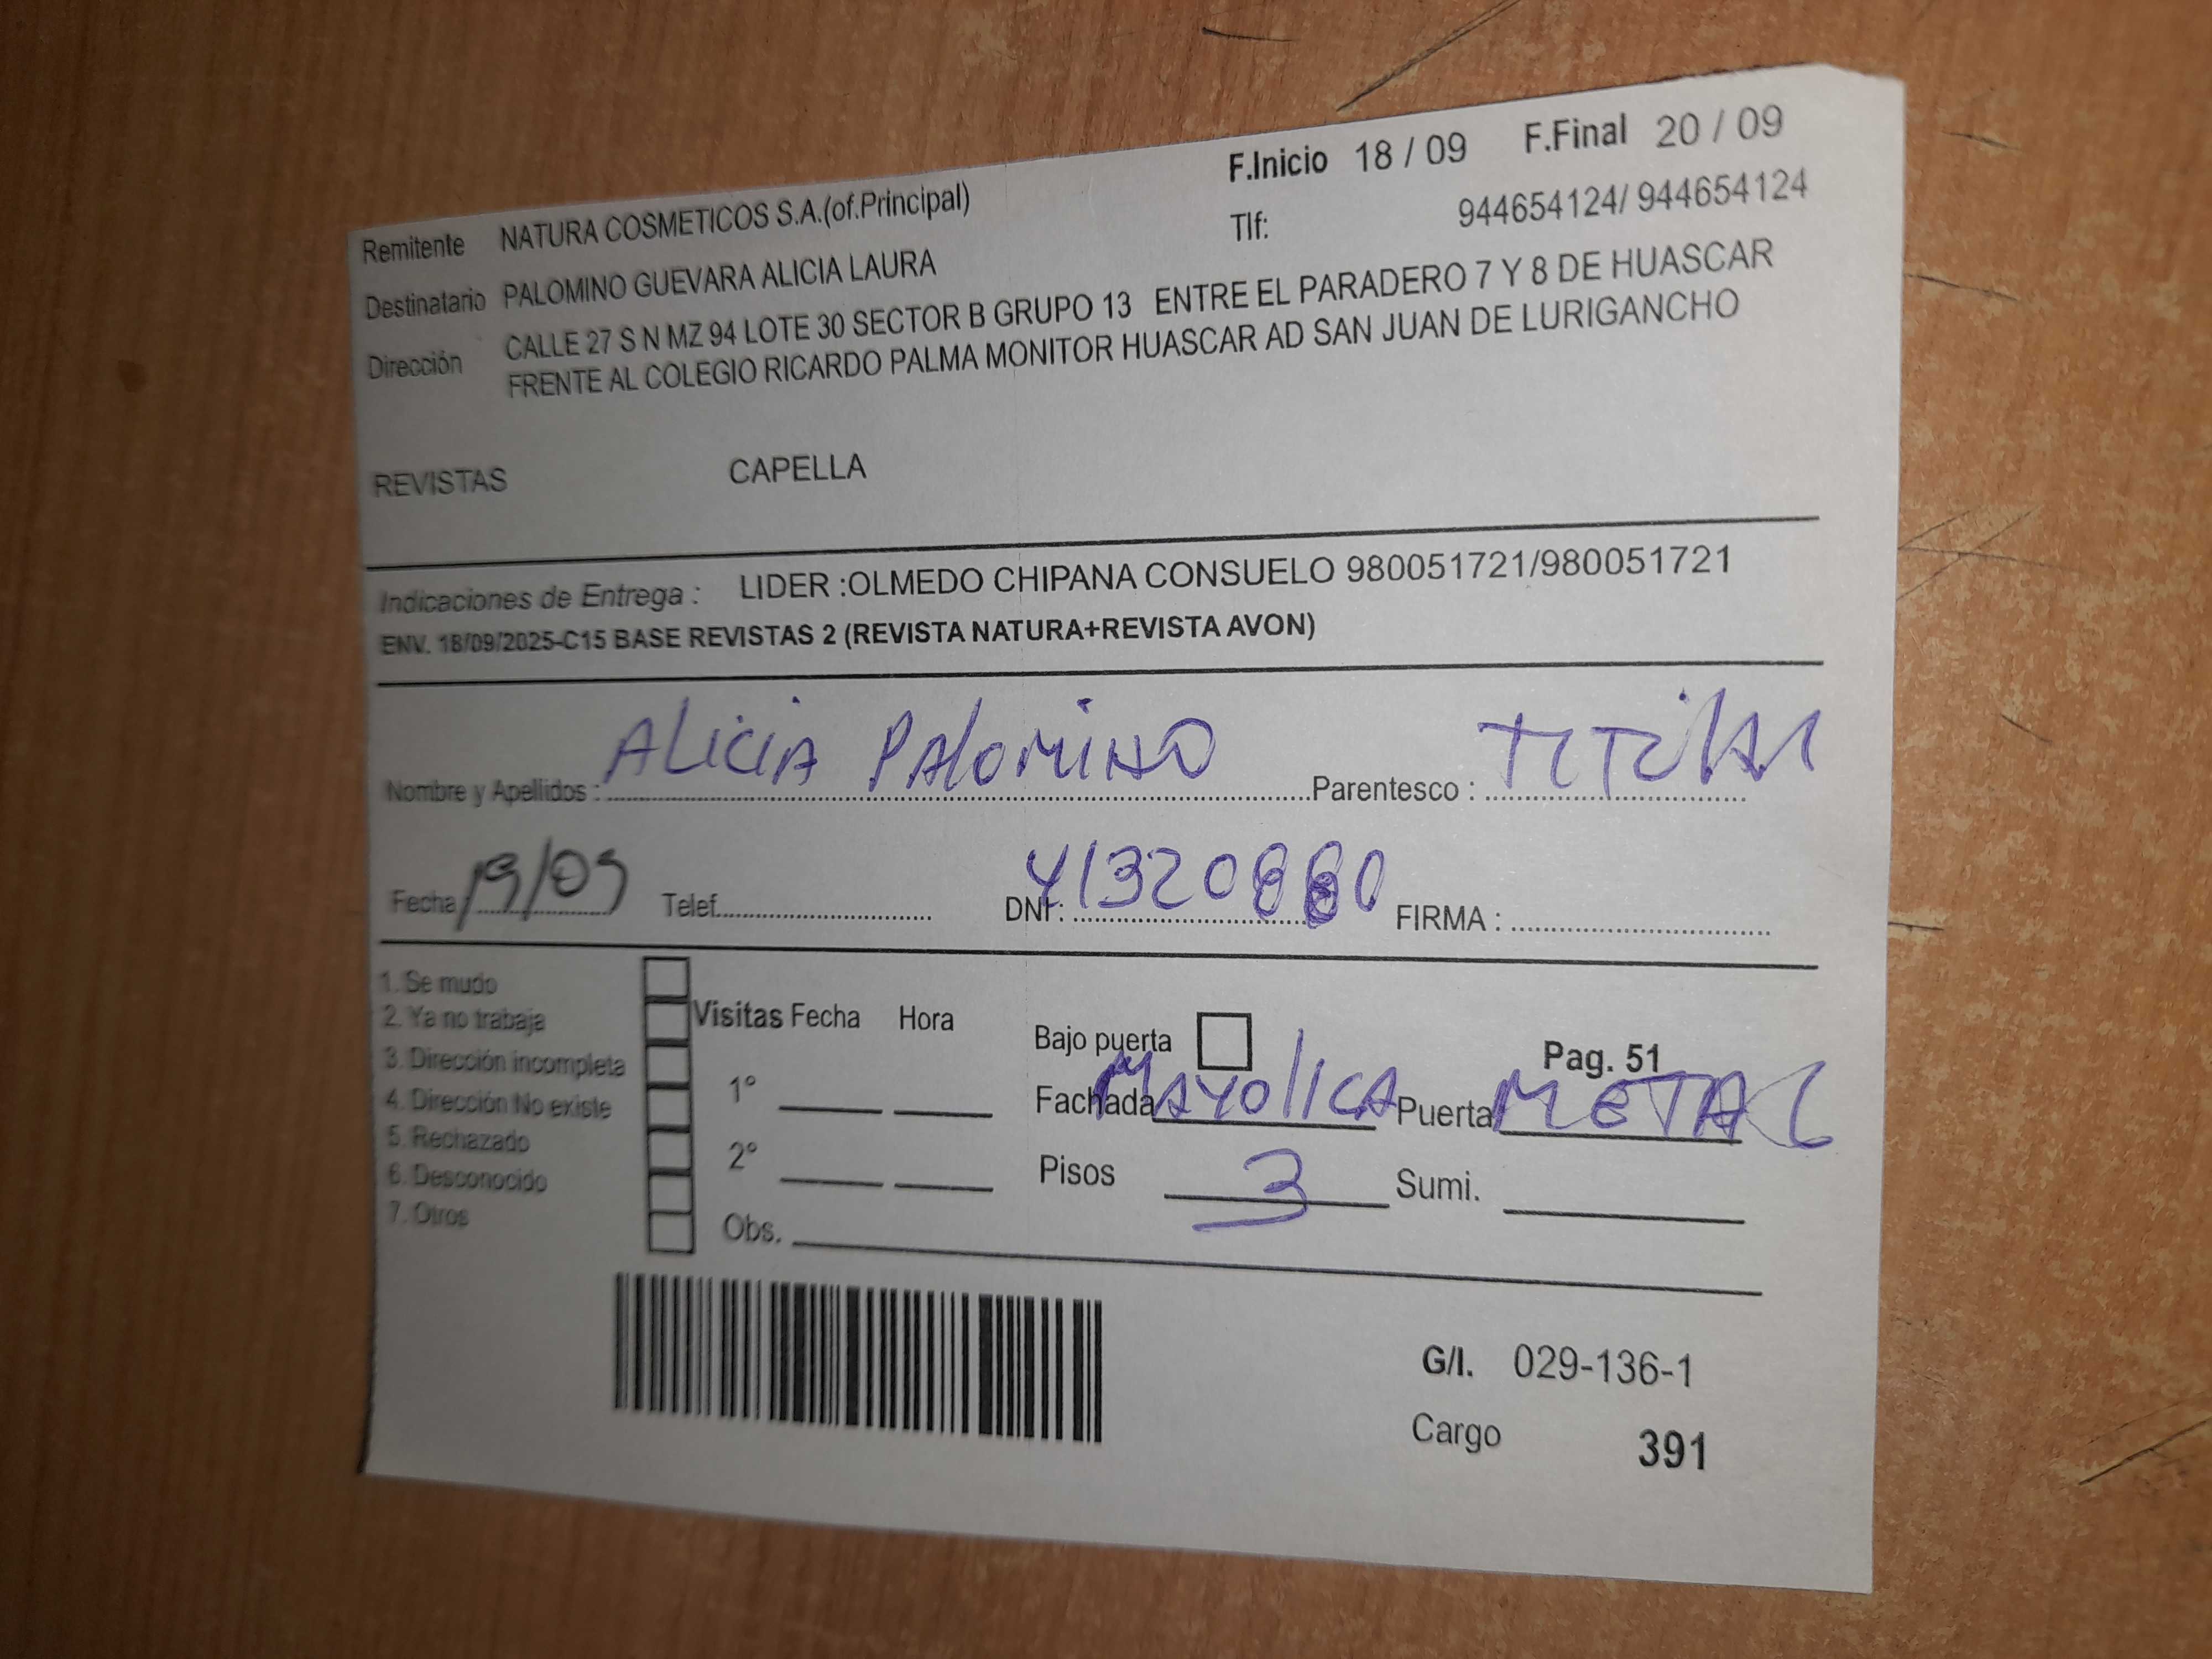 F.Inicio 18 / 09 F.Final 20 / 09
Remitente NATURA COSMETICOS S.A.(of.Principal) Tlf: 944654124/ 944654124
Destinatario PALOMINO GUEVARA ALICIA LAURA
Dirección CALLE 27 S N MZ 94 LOTE 30 SECTOR B GRUPO 13 ENTRE EL PARADERO 7 Y 8 DE HUASCAR
FRENTE AL COLEGIO RICARDO PALMA MONITOR HUASCAR AD SAN JUAN DE LURIGANCHO
REVISTAS CAPELLA
Indicaciones de Entrega : LIDER :OLMEDO CHIPANA CONSUELO 980051721/980051721
ENV. 18/09/2025-C15 BASE REVISTAS 2 (REVISTA NATURA+REVISTA AVON)
Nombre y Apellidos : ALICIA PALOMINO Parentesco : TITULAR
Fecha 19/09 Telef. DNI : FIRMA :
1. Se mudo
2. Ya no trabaja
3. Dirección incompleta
4. Dirección No existe
5. Rechazado
6. Desconocido
7. Otros
Visitas Fecha Hora
1°
2°
Obs.
Bajo puerta Pag. 51
Fachada MAYOLICA Puerta METAL
Pisos 3 Sumi.
G/I. 029-136-1
Cargo 391